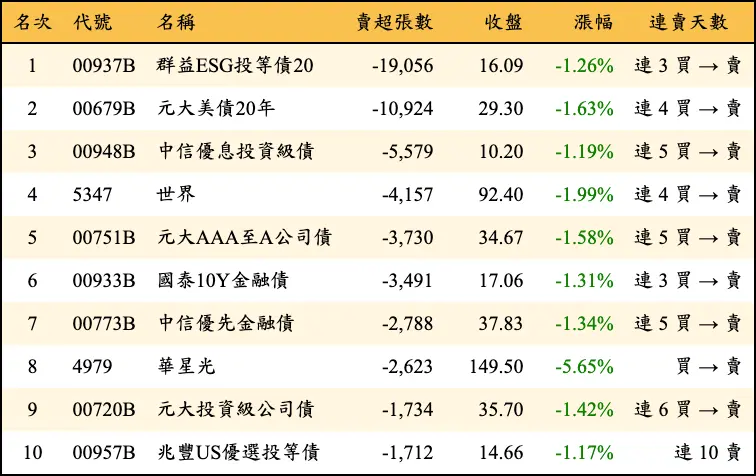 名次 代號 名稱 賣超張數 收盤 漲幅 連賣天數
1 00937B 群益ESG投等債20 -19,056 16.09 -1.26% 連 3 買 → 賣
2 00679B 元大美債20年 -10,924 29.30 -1.63% 連 4 買 → 賣
3 00948B 中信優息投資級債 -5,579 10.20 -1.19% 連 5 買 → 賣
4 5347 世界 -4,157 92.40 -1.99% 連 4 買 → 賣
5 00751B 元大AAA至A公司債 -3,730 34.67 -1.58% 連 5 買 → 賣
6 00933B 國泰10Y金融債 -3,491 17.06 -1.31% 連 3 買 → 賣
7 00773B 中信優先金融債 -2,788 37.83 -1.34% 連 5 買 → 賣
8 4979 華星光 -2,623 149.50 -5.65% 買 → 賣
9 00720B 元大投資級公司債 -1,734 35.70 -1.42% 連 6 買 → 賣
10 00957B 兆豐US優選投等債 -1,712 14.66 -1.17% 連 10 賣